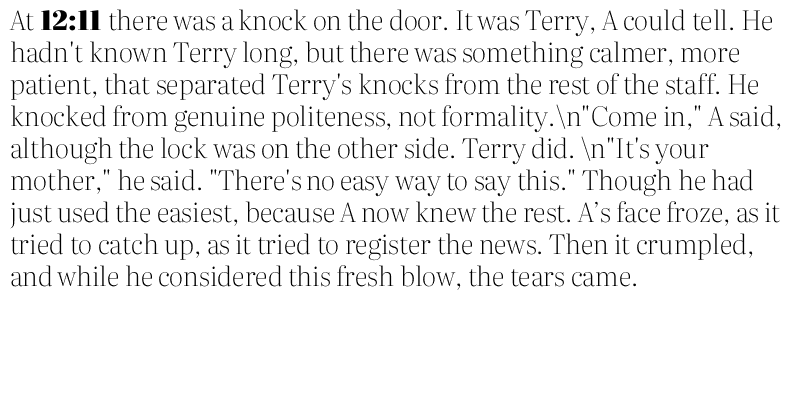 At 12:11 there was a knock on the door. It was Terry, A could tell. He
hadn't known Terry long, but there was something calmer, more
patient, that separated Terry's knocks from the rest of the staff. He
knocked from genuine politeness, not formality.\n"Come in," A said,
although the lock was on the other side. Terry did. \n"It's your
mother," he said. "There's no easy way to say this." Though he had
just used the easiest, because A now knew the rest. A’s face froze, as it
tried to catch up, as it tried to register the news. Then it crumpled,
and while he considered this fresh blow, the tears came.